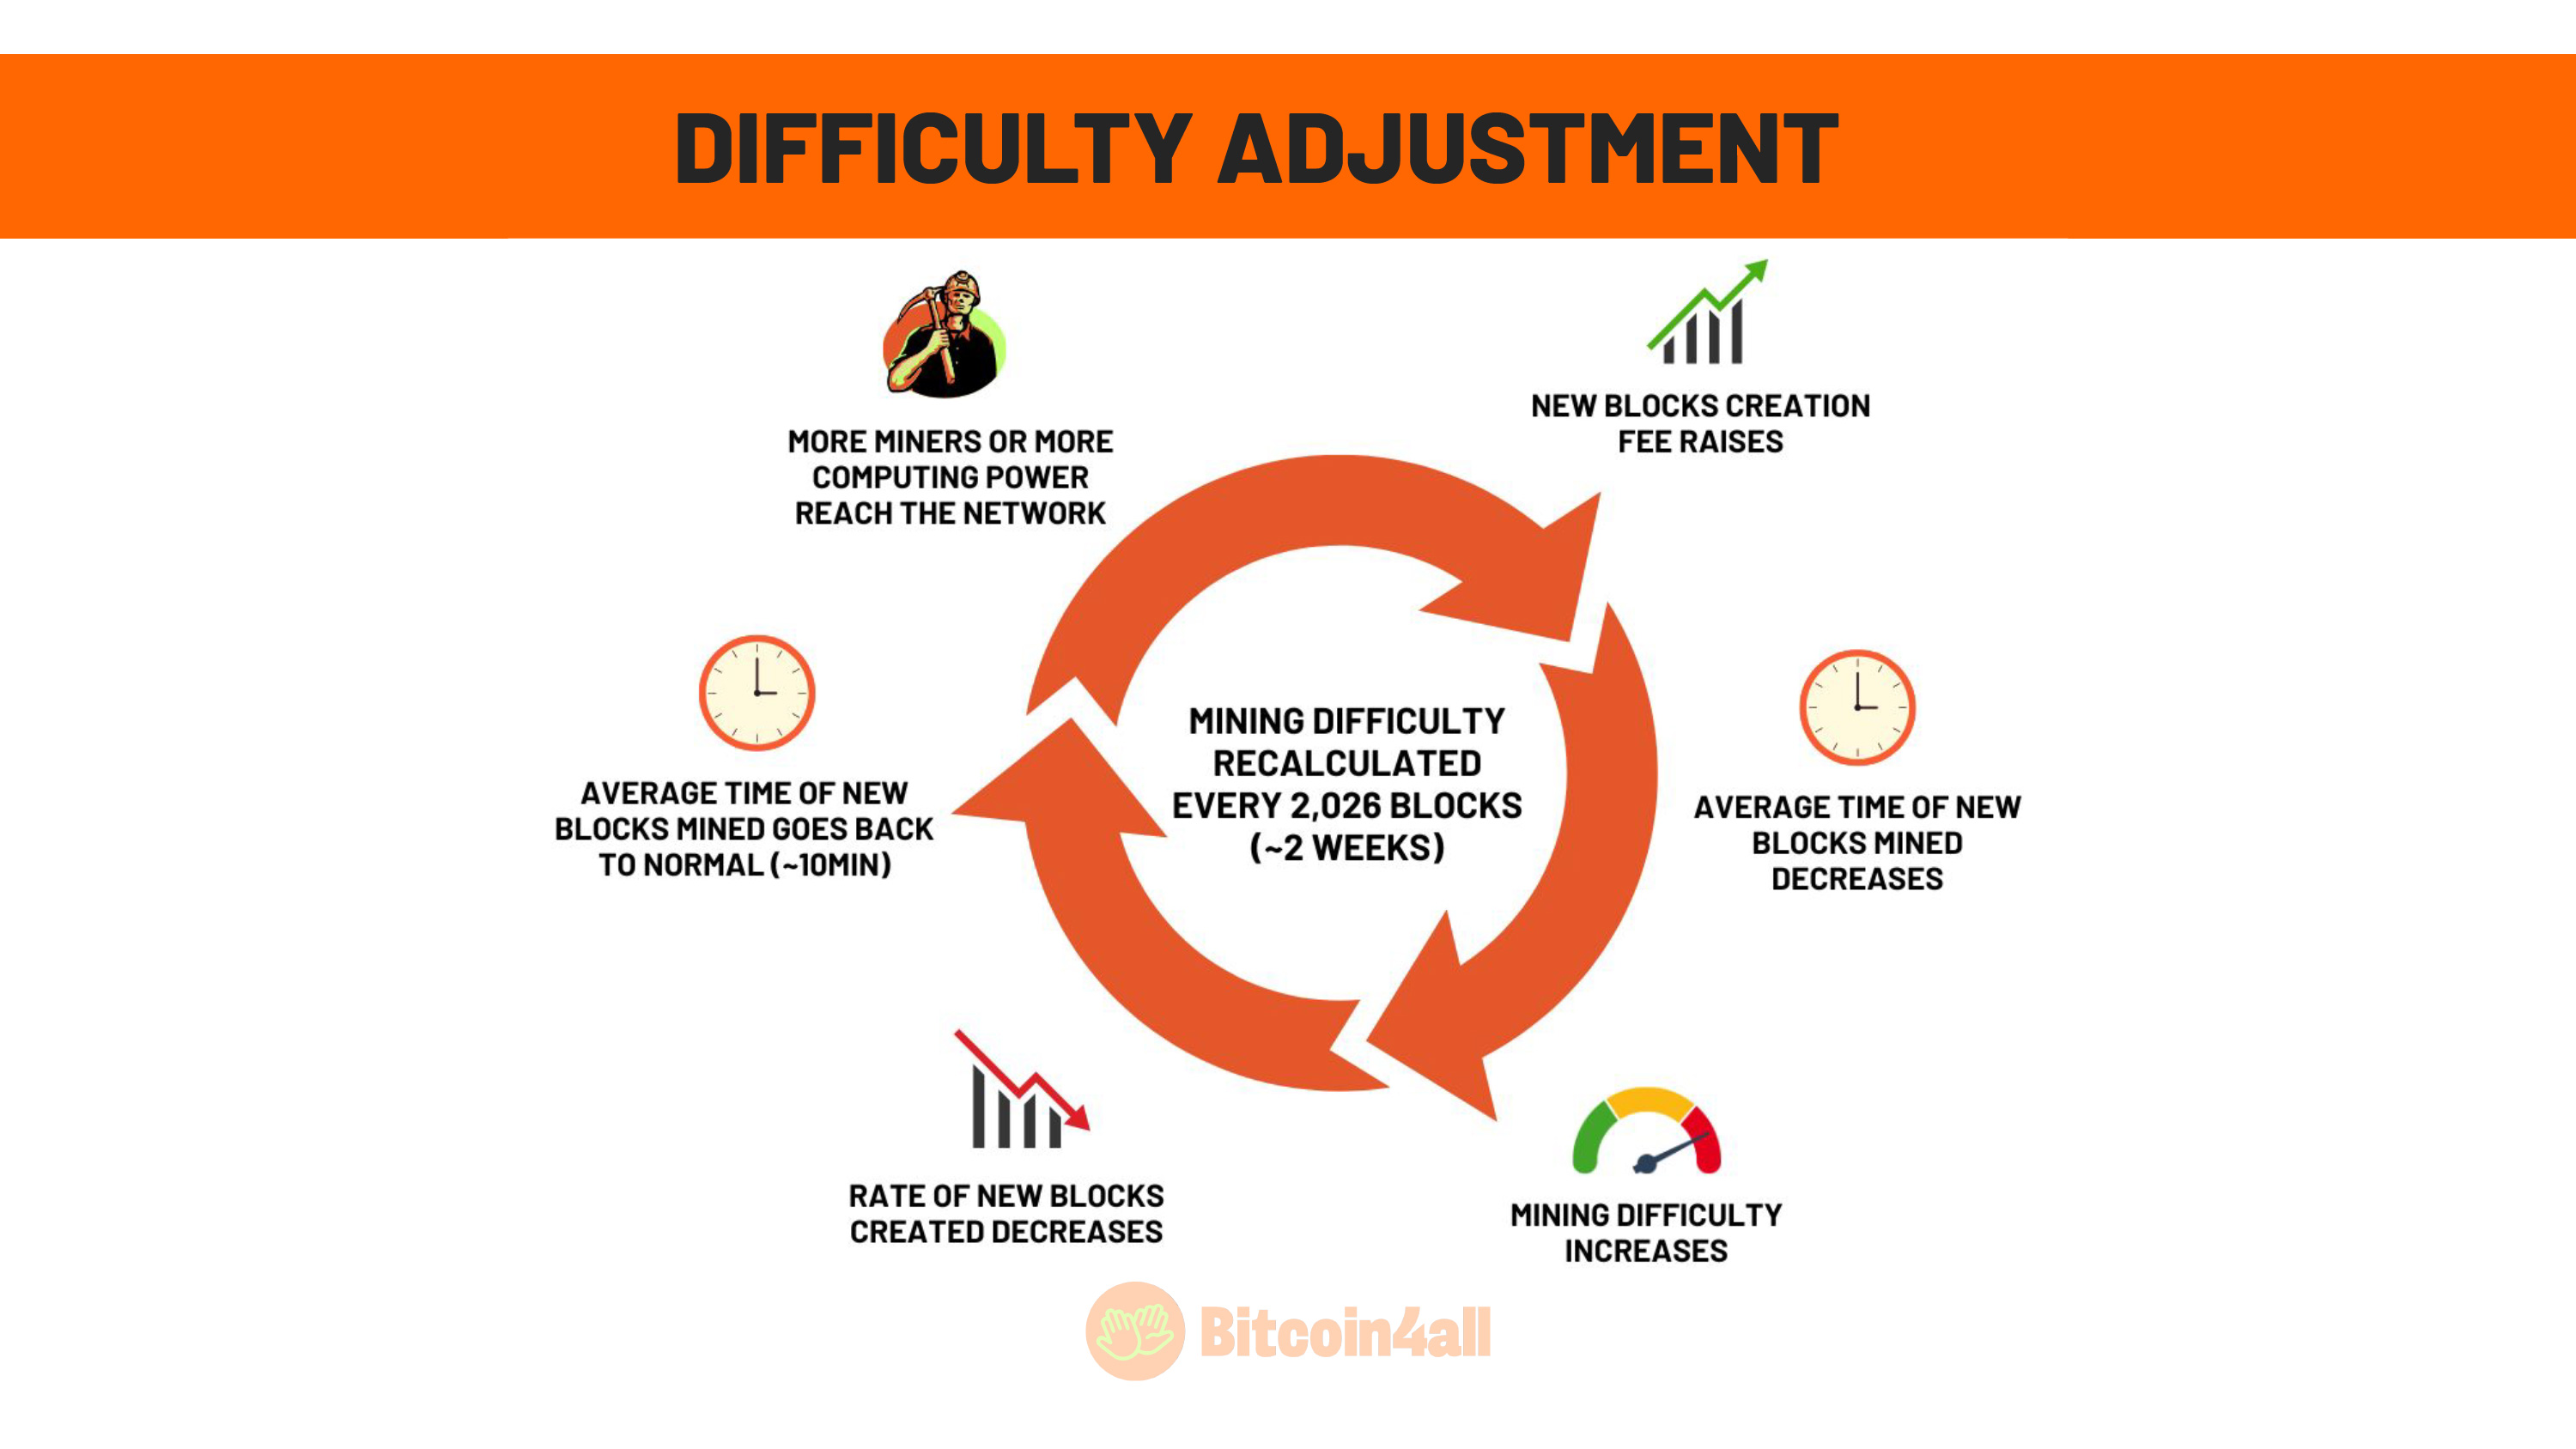 DIFFICULTY ADJUSTMENT
MORE MINERS OR MORE
COMPUTING POWER
REACH THE NETWORK
NEW BLOCKS CREATION
FEE RAISES
AVERAGE TIME OF NEW
BLOCKS MINED
DECREASES
MINING DIFFICULTY
INCREASES
RATE OF NEW BLOCKS
CREATED DECREASES
AVERAGE TIME OF NEW
BLOCKS MINED GOES BACK
TO NORMAL (~10MIN)
MINING DIFFICULTY
RECALCULATED
EVERY 2,026 BLOCKS
(~2 WEEKS)
Bitcoin4all